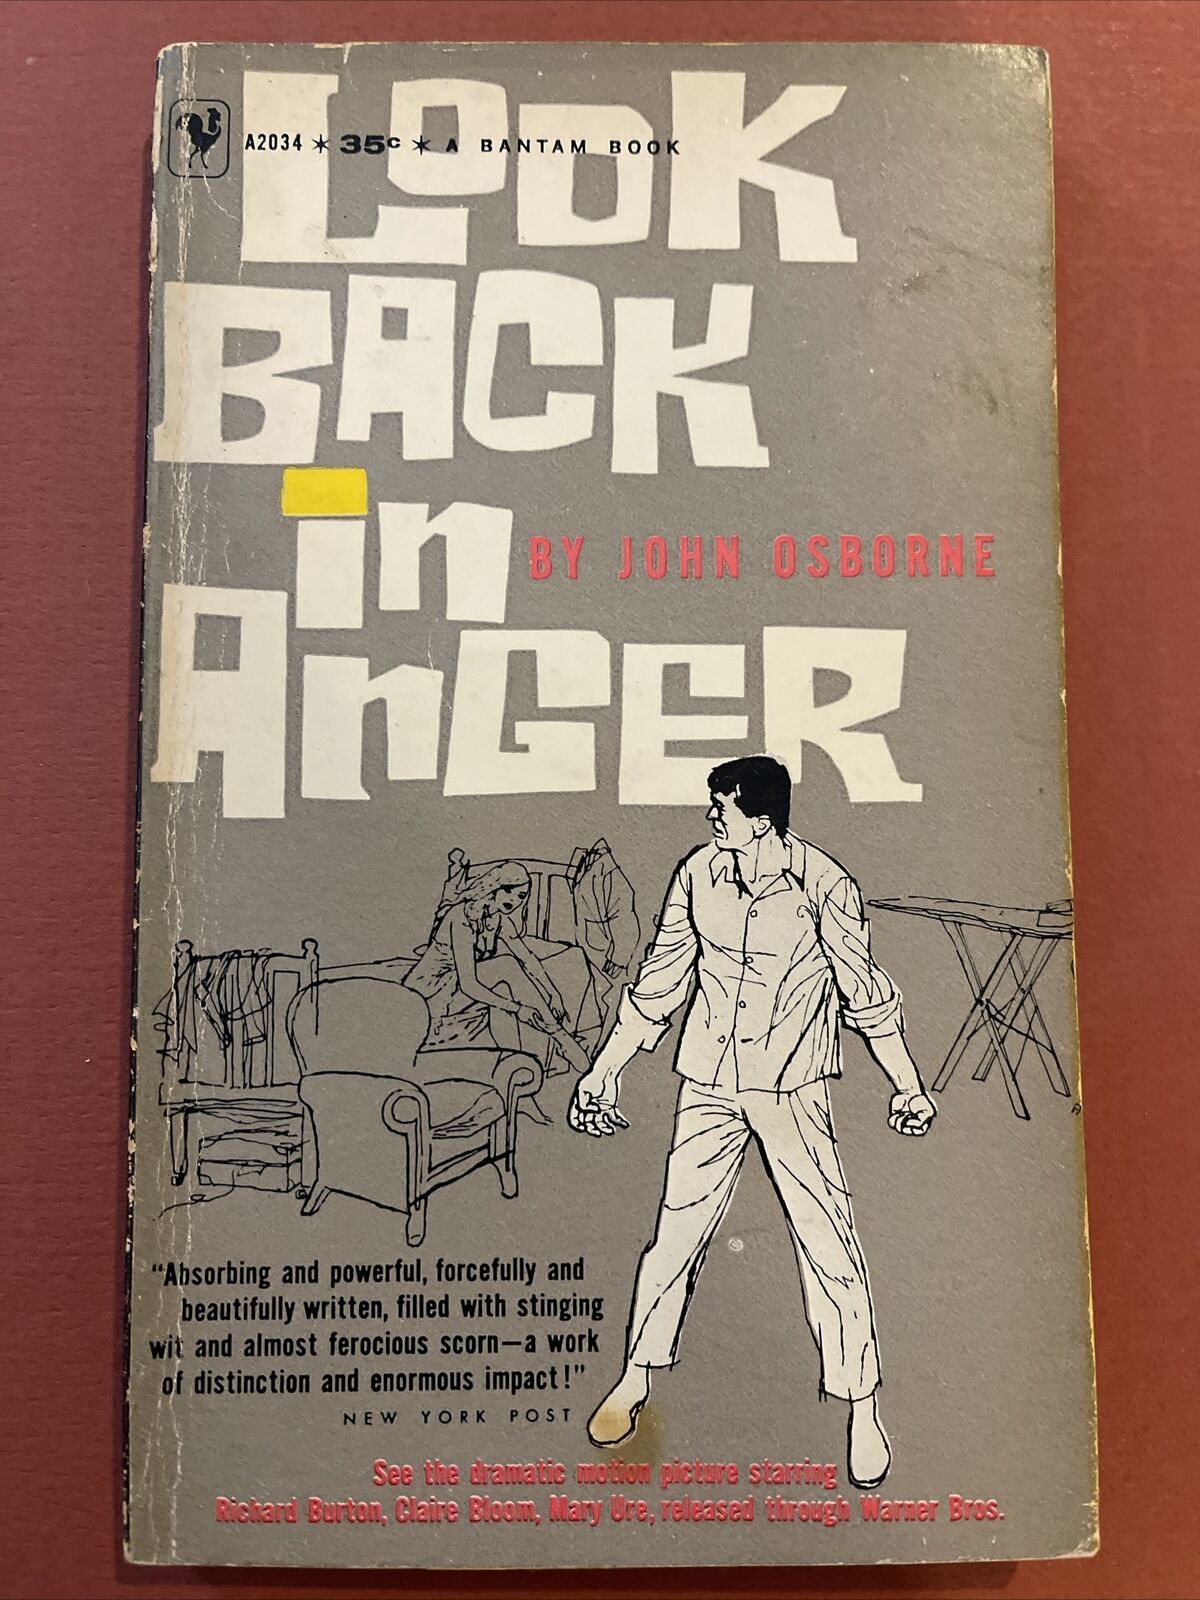 A2034 * 35c * A BANTAM BOOK
LOOK
BACK
in
BY JOHN OSBORNE
AnGER
"Absorbing and powerful, forcefully and
beautifully written, filled with stinging
wit and almost ferocious scorn—a work
of distinction and enormous impact!"
NEW YORK POST
See the dramatic motion picture starring
Richard Burton, Claire Bloom, Mary Ure, released through Warner Bros.